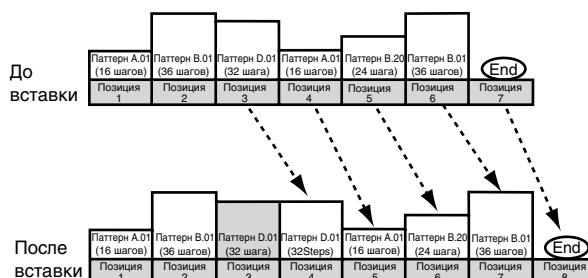 До
вставки
Паттерн A.01
(16 шагов)
Паттерн B.01
(36 шагов)
Паттерн D.01
(32 шага)
Паттерн A.01
(16 шагов)
Паттерн B.20
(24 шага)
Паттерн B.01
(36 шагов)
End
Позиция
1
Позиция
2
Позиция
3
Позиция
4
Позиция
5
Позиция
6
Позиция
7
После
вставки
Паттерн A.01
(16 шагов)
Паттерн B.01
(36 шагов)
Паттерн D.01
(32 шага)
Паттерн D.01
(32Steps)
Паттерн A.01
(16 шагов)
Паттерн B.20
(24 шага)
Паттерн B.01
(36 шагов)
End
Позиция
1
Позиция
2
Позиция
3
Позиция
4
Позиция
5
Позиция
6
Позиция
7
Позиция
8